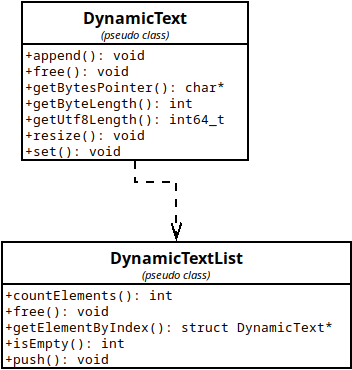 DynamicText
(pseudo class)
+append(): void
+free(): void
+getBytesPointer(): char*
+getByteLength(): int
+getUtf8Length(): int64_t
+resize(): void
+set(): void
DynamicTextList
(pseudo class)
+countElements(): int
+free(): void
+getElementByIndex(): struct DynamicText*
+isEmpty(): int
+push(): void